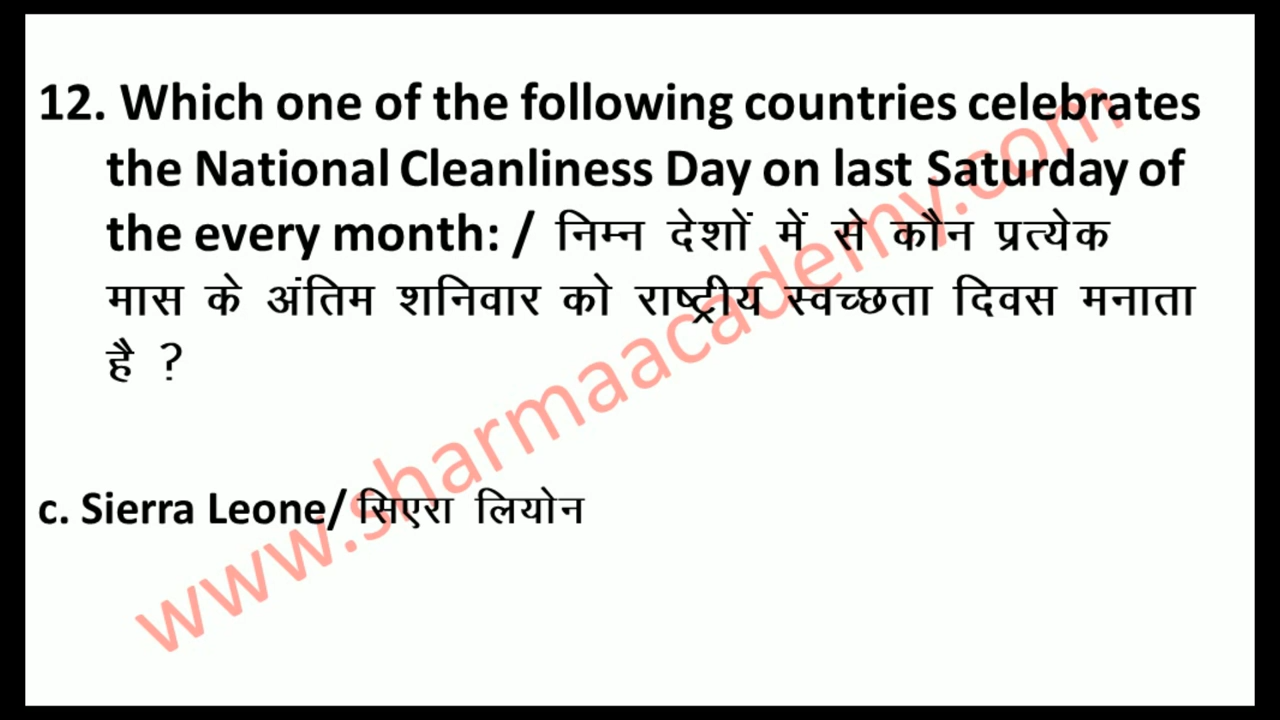 12. Which one of the following countries celebrates
the National Cleanliness Day on last Saturday of
the every month: / निम्न देशों में से कौन प्रत्येक
मास के अंतिम शनिवार को राष्ट्रीय स्वच्छता दिवस मनाता
है ?
c. Sierra Leone/ सिएरा लियोन
www.sharmaacademy.com